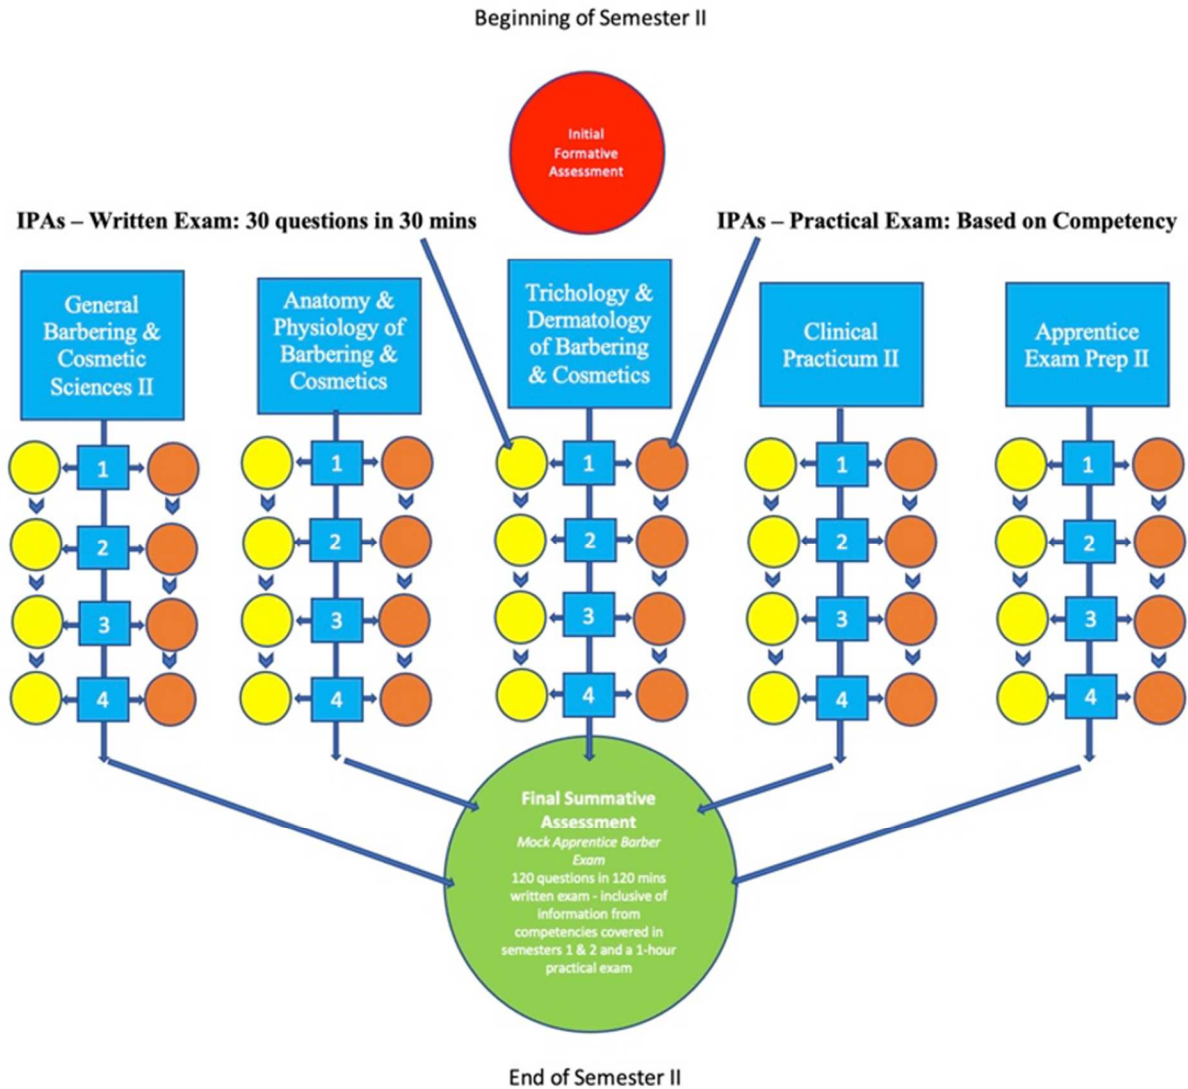 Beginning of Semester II
Initial
Formative
Assessment
IPAs – Written Exam: 30 questions in 30 mins
IPAs – Practical Exam: Based on Competency
General
Barbering &
Cosmetic
Sciences II
Anatomy &
Physiology of
Barbering &
Cosmetics
Trichology &
Dermatology
of Barbering
& Cosmetics
Clinical
Practicum II
Apprentice
Exam Prep II
1
1
1
1
1
2
2
2
2
2
3
3
3
3
3
4
4
4
4
4
Final Summative
Assessment
Mock Apprentice Barber
Exam
120 questions in 120 mins
written exam - inclusive of
information from
competencies covered in
semesters 1 & 2 and a 1-hour
practical exam
End of Semester II